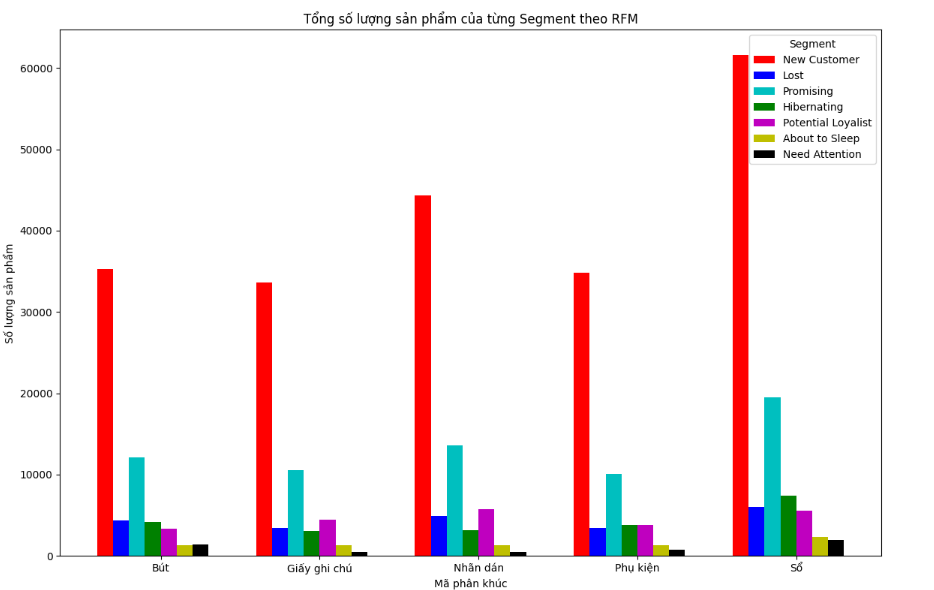 Tổng số lượng sản phẩm của từng Segment theo RFM
Segment
New Customer
Lost
Promising
Hibernating
Potential Loyalist
About to Sleep
Need Attention
Số lượng sản phẩm
60000
50000
40000
30000
20000
10000
0
Bút
Giấy ghi chú
Nhãn dán
Phụ kiện
Sổ
Mã phân khúc